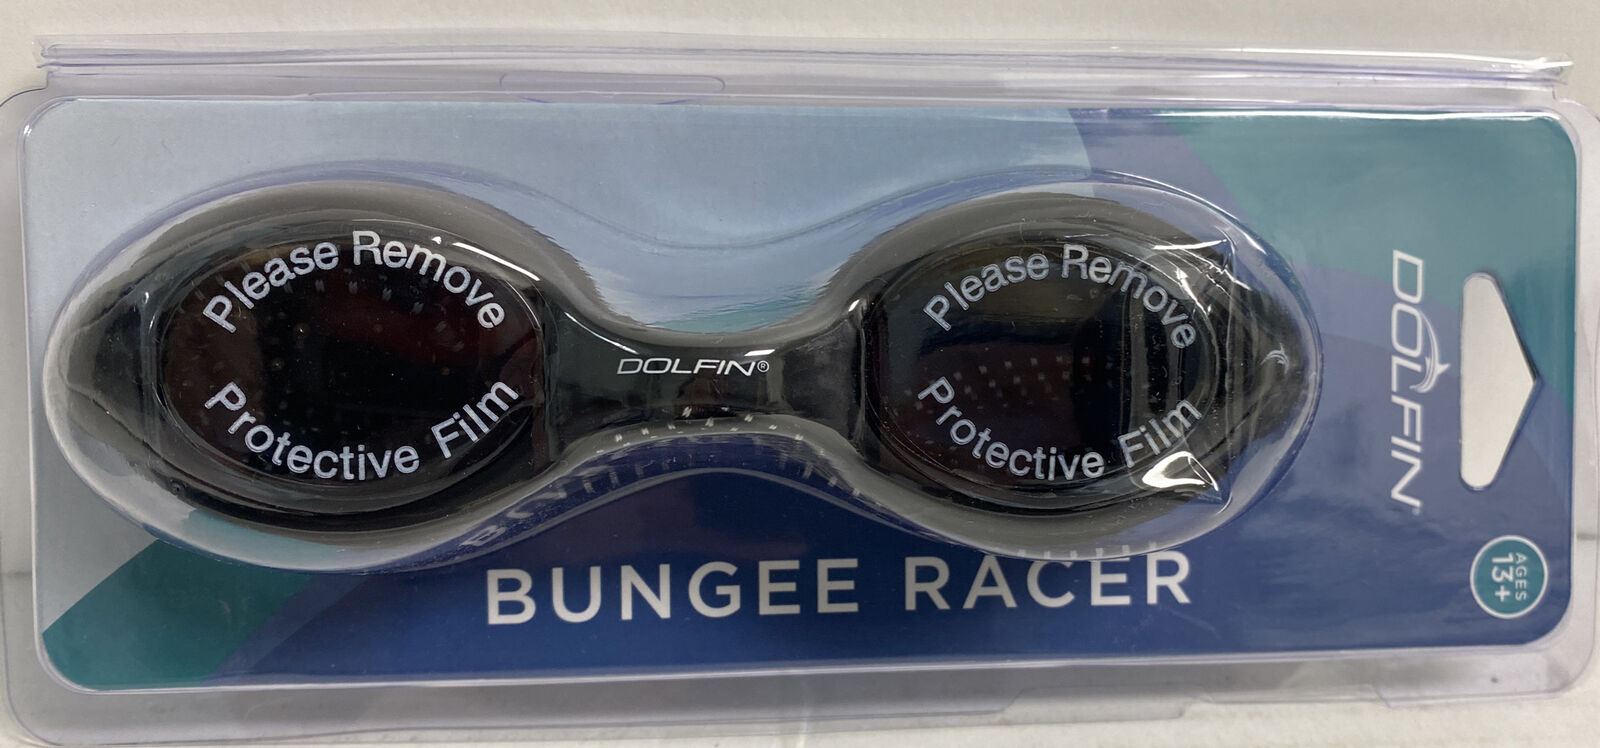 Please Remove
Protective Film
DOLFIN®
Please Remove
Protective Film
BUNGEE RACER
DOLFIN
AGES
13+